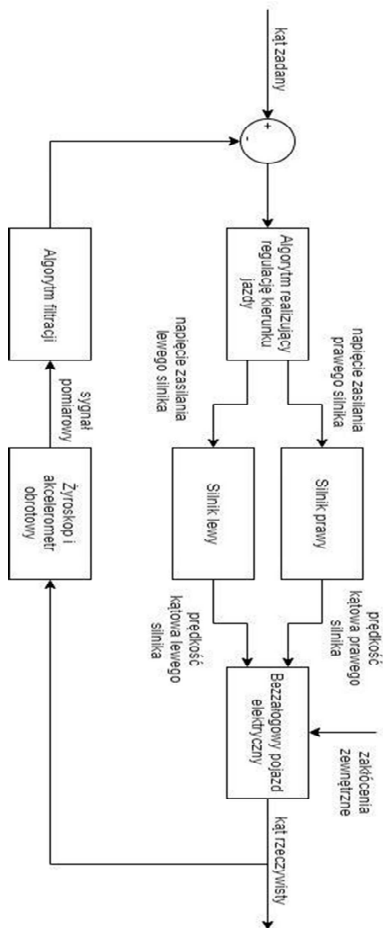 kąt zadany
+
-
Algorytm realizujący
regulację kierunku
jazdy
napięcie zasilania
prawego silnika
napięcie zasilania
lewego silnika
Silnik prawy
Silnik lewy
prędkość
kątowa prawego
silnika
prędkość
kątowa lewego
silnika
zakłócenia
zewnętrzne
Bezzałogowy pojazd
elektryczny
kąt rzeczywisty
Żyroskop i
akcelerometr
obrotowy
sygnał
pomiarowy
Algorytm filtracji